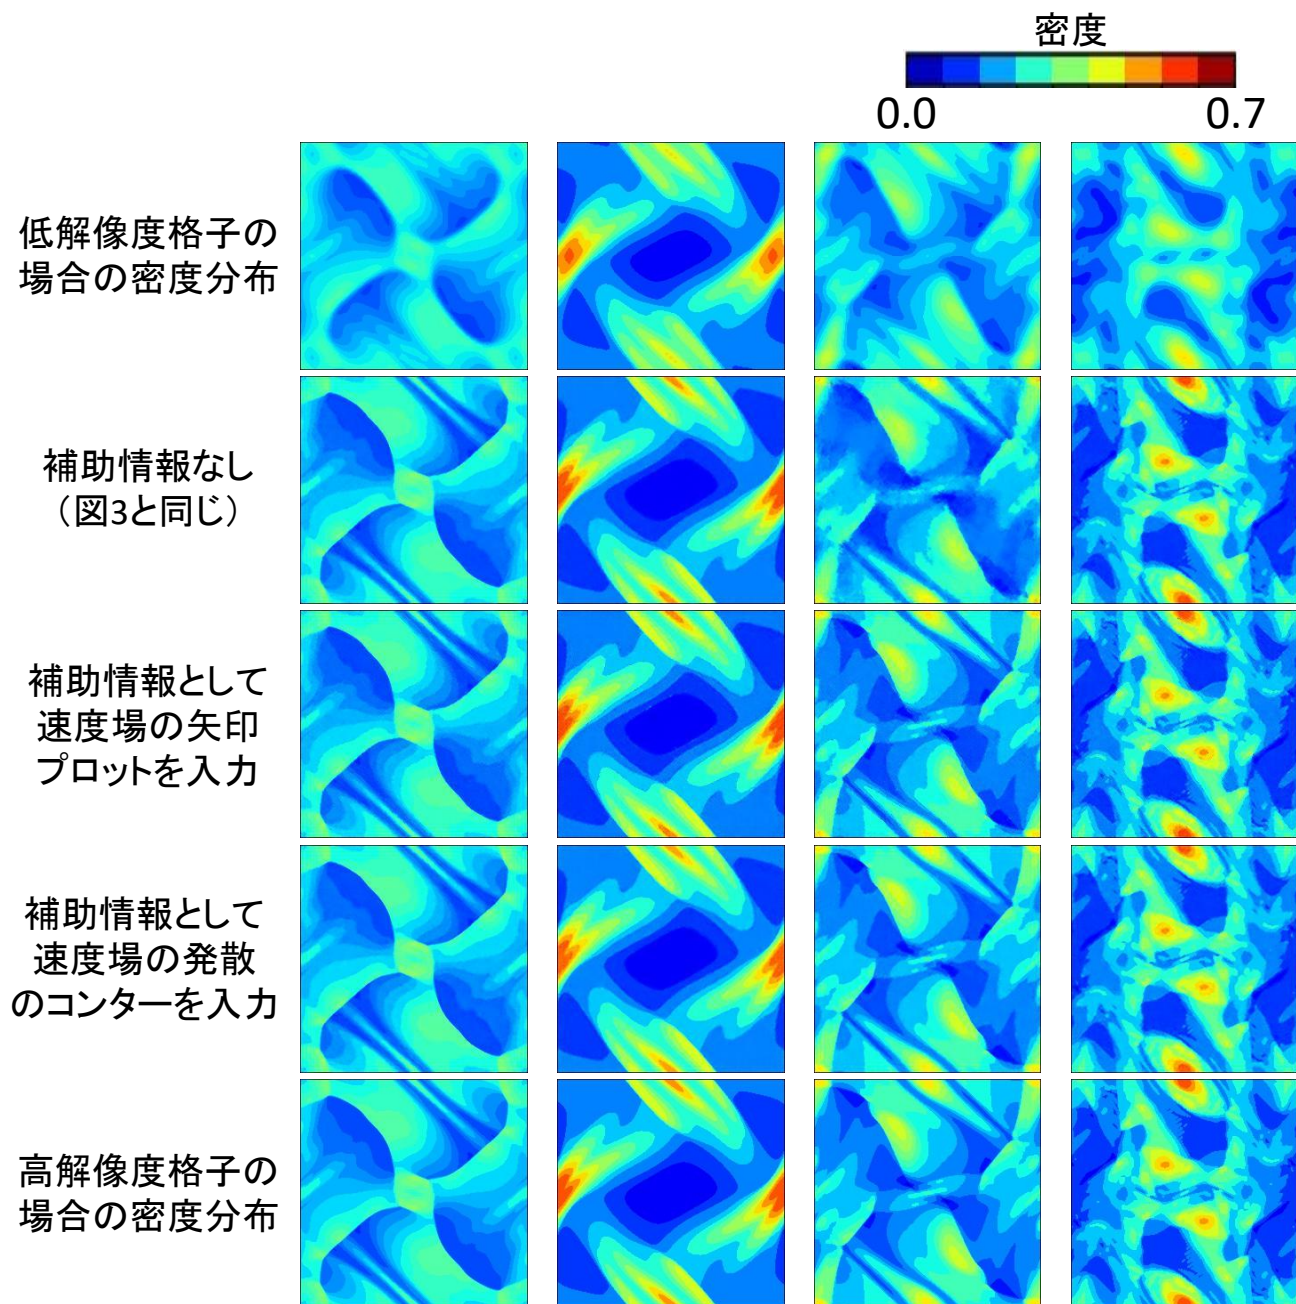 密度
0.0
0.7
低解像度格子の
場合の密度分布
補助情報なし
（図3と同じ）
補助情報として
速度場の矢印
プロットを入力
補助情報として
速度場の発散
のコンターを入力
高解像度格子の
場合の密度分布